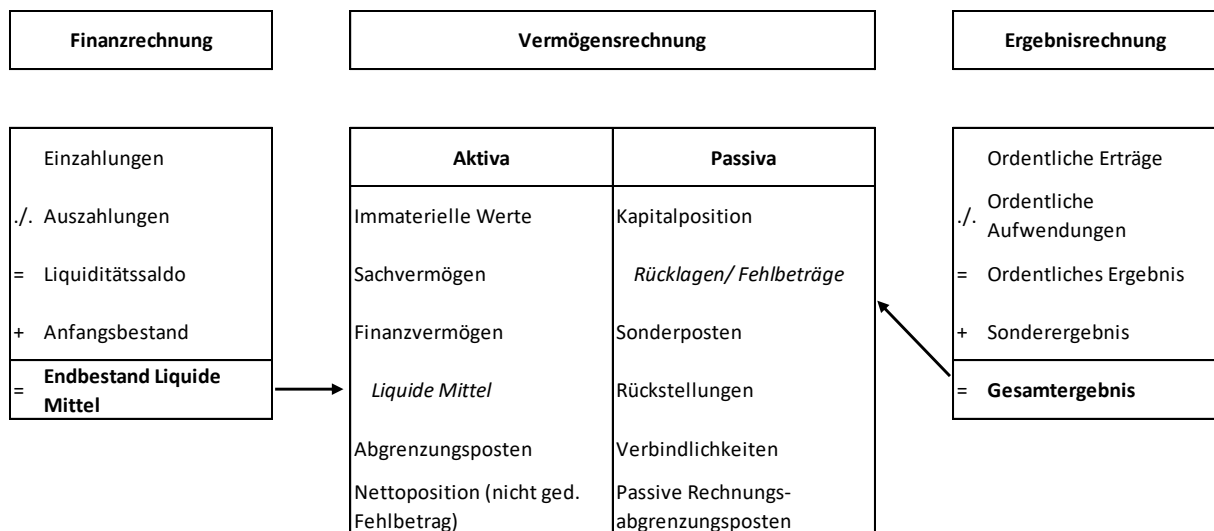 Finanzrechnung
Vermögensrechnung
Ergebnisrechnung
Einzahlungen
./. Auszahlungen
= Liquiditätssaldo
+ Anfangsbestand
= Endbestand Liquide
Mittel
Aktiva
Immaterielle Werte
Sachvermögen
Finanzvermögen
Liquide Mittel
Abgrenzungsposten
Nettoposition (nicht ged.
Fehlbetrag)
Passiva
Kapitalposition
Rücklagen/ Fehlbeträge
Sonderposten
Rückstellungen
Verbindlichkeiten
Passive Rechnungs-
abgrenzungsposten
Ordentliche Erträge
./. Ordentliche
Aufwendungen
= Ordentliches Ergebnis
+ Sonderergebnis
= Gesamtergebnis